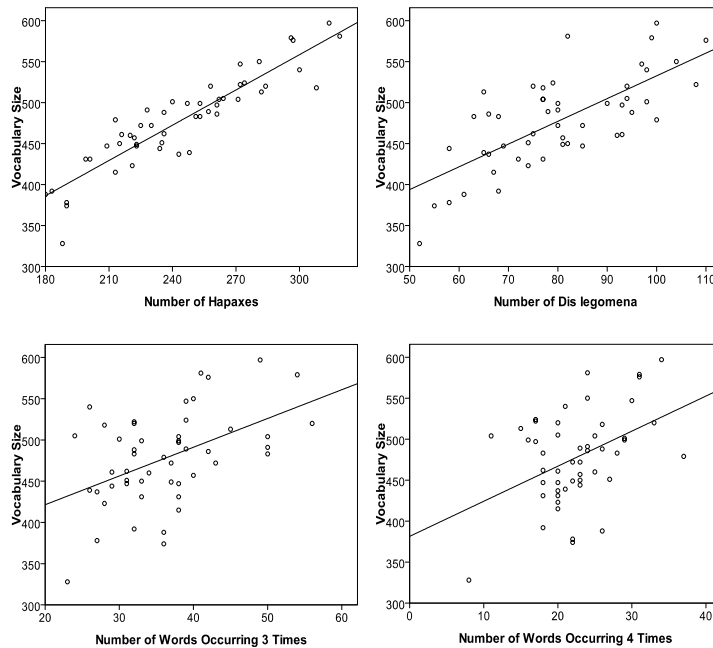 600
550
500
450
400
350
300
Vocabulary Size
180 210 240 270 300
Number of Hapaxes
600
550
500
450
400
350
300
Vocabulary Size
50 60 70 80 90 100 110
Number of Dis legomena
600
550
500
450
400
350
300
Vocabulary Size
20 30 40 50 60
Number of Words Occurring 3 Times
600
550
500
450
400
350
300
Vocabulary Size
0 10 20 30 40
Number of Words Occurring 4 Times